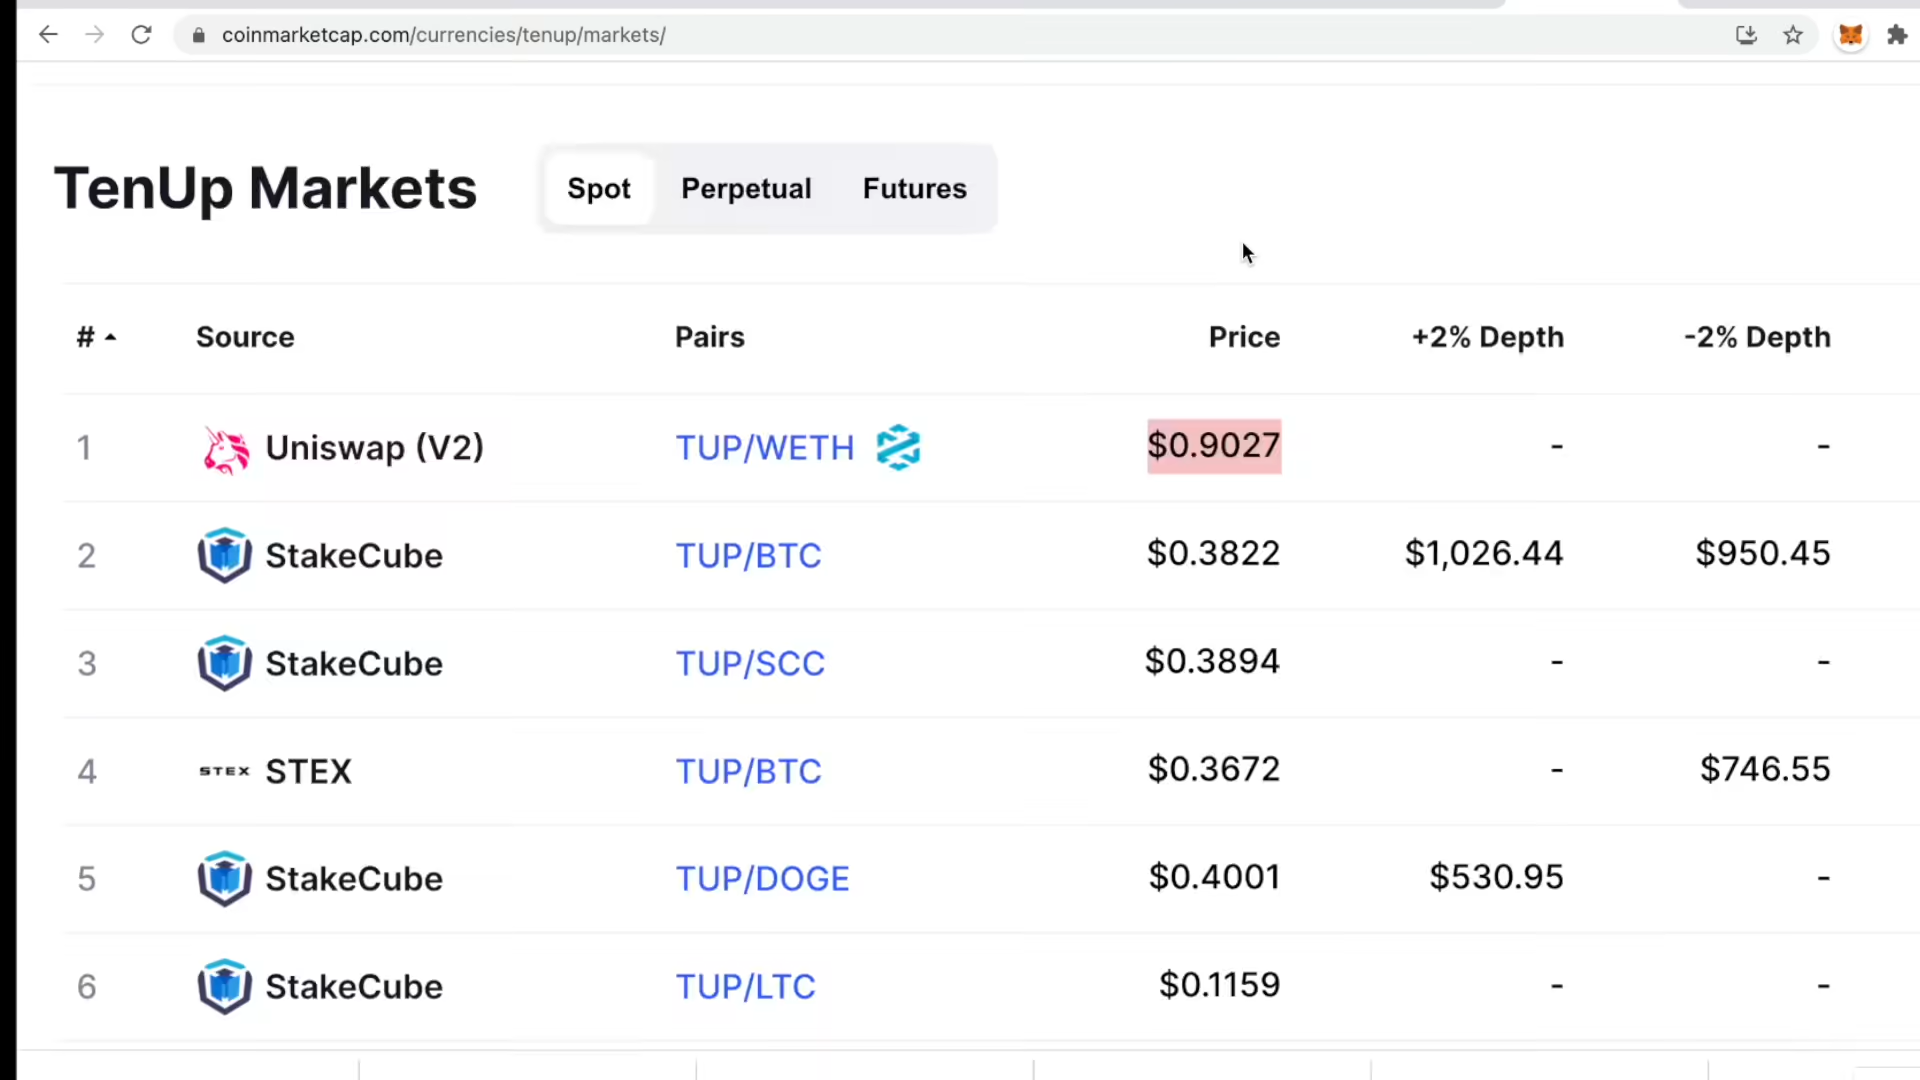 coinmarketcap.com/currencies/tenup/markets/
TenUp Markets Spot Perpetual Futures
# Source Pairs Price +2% Depth -2% Depth
1 Uniswap (V2) TUP/WETH $0.9027 - -
2 StakeCube TUP/BTC $0.3822 $1,026.44 $950.45
3 StakeCube TUP/SCC $0.3894 - -
4 STEX STEX TUP/BTC $0.3672 - $746.55
5 StakeCube TUP/DOGE $0.4001 $530.95 -
6 StakeCube TUP/LTC $0.1159 - -